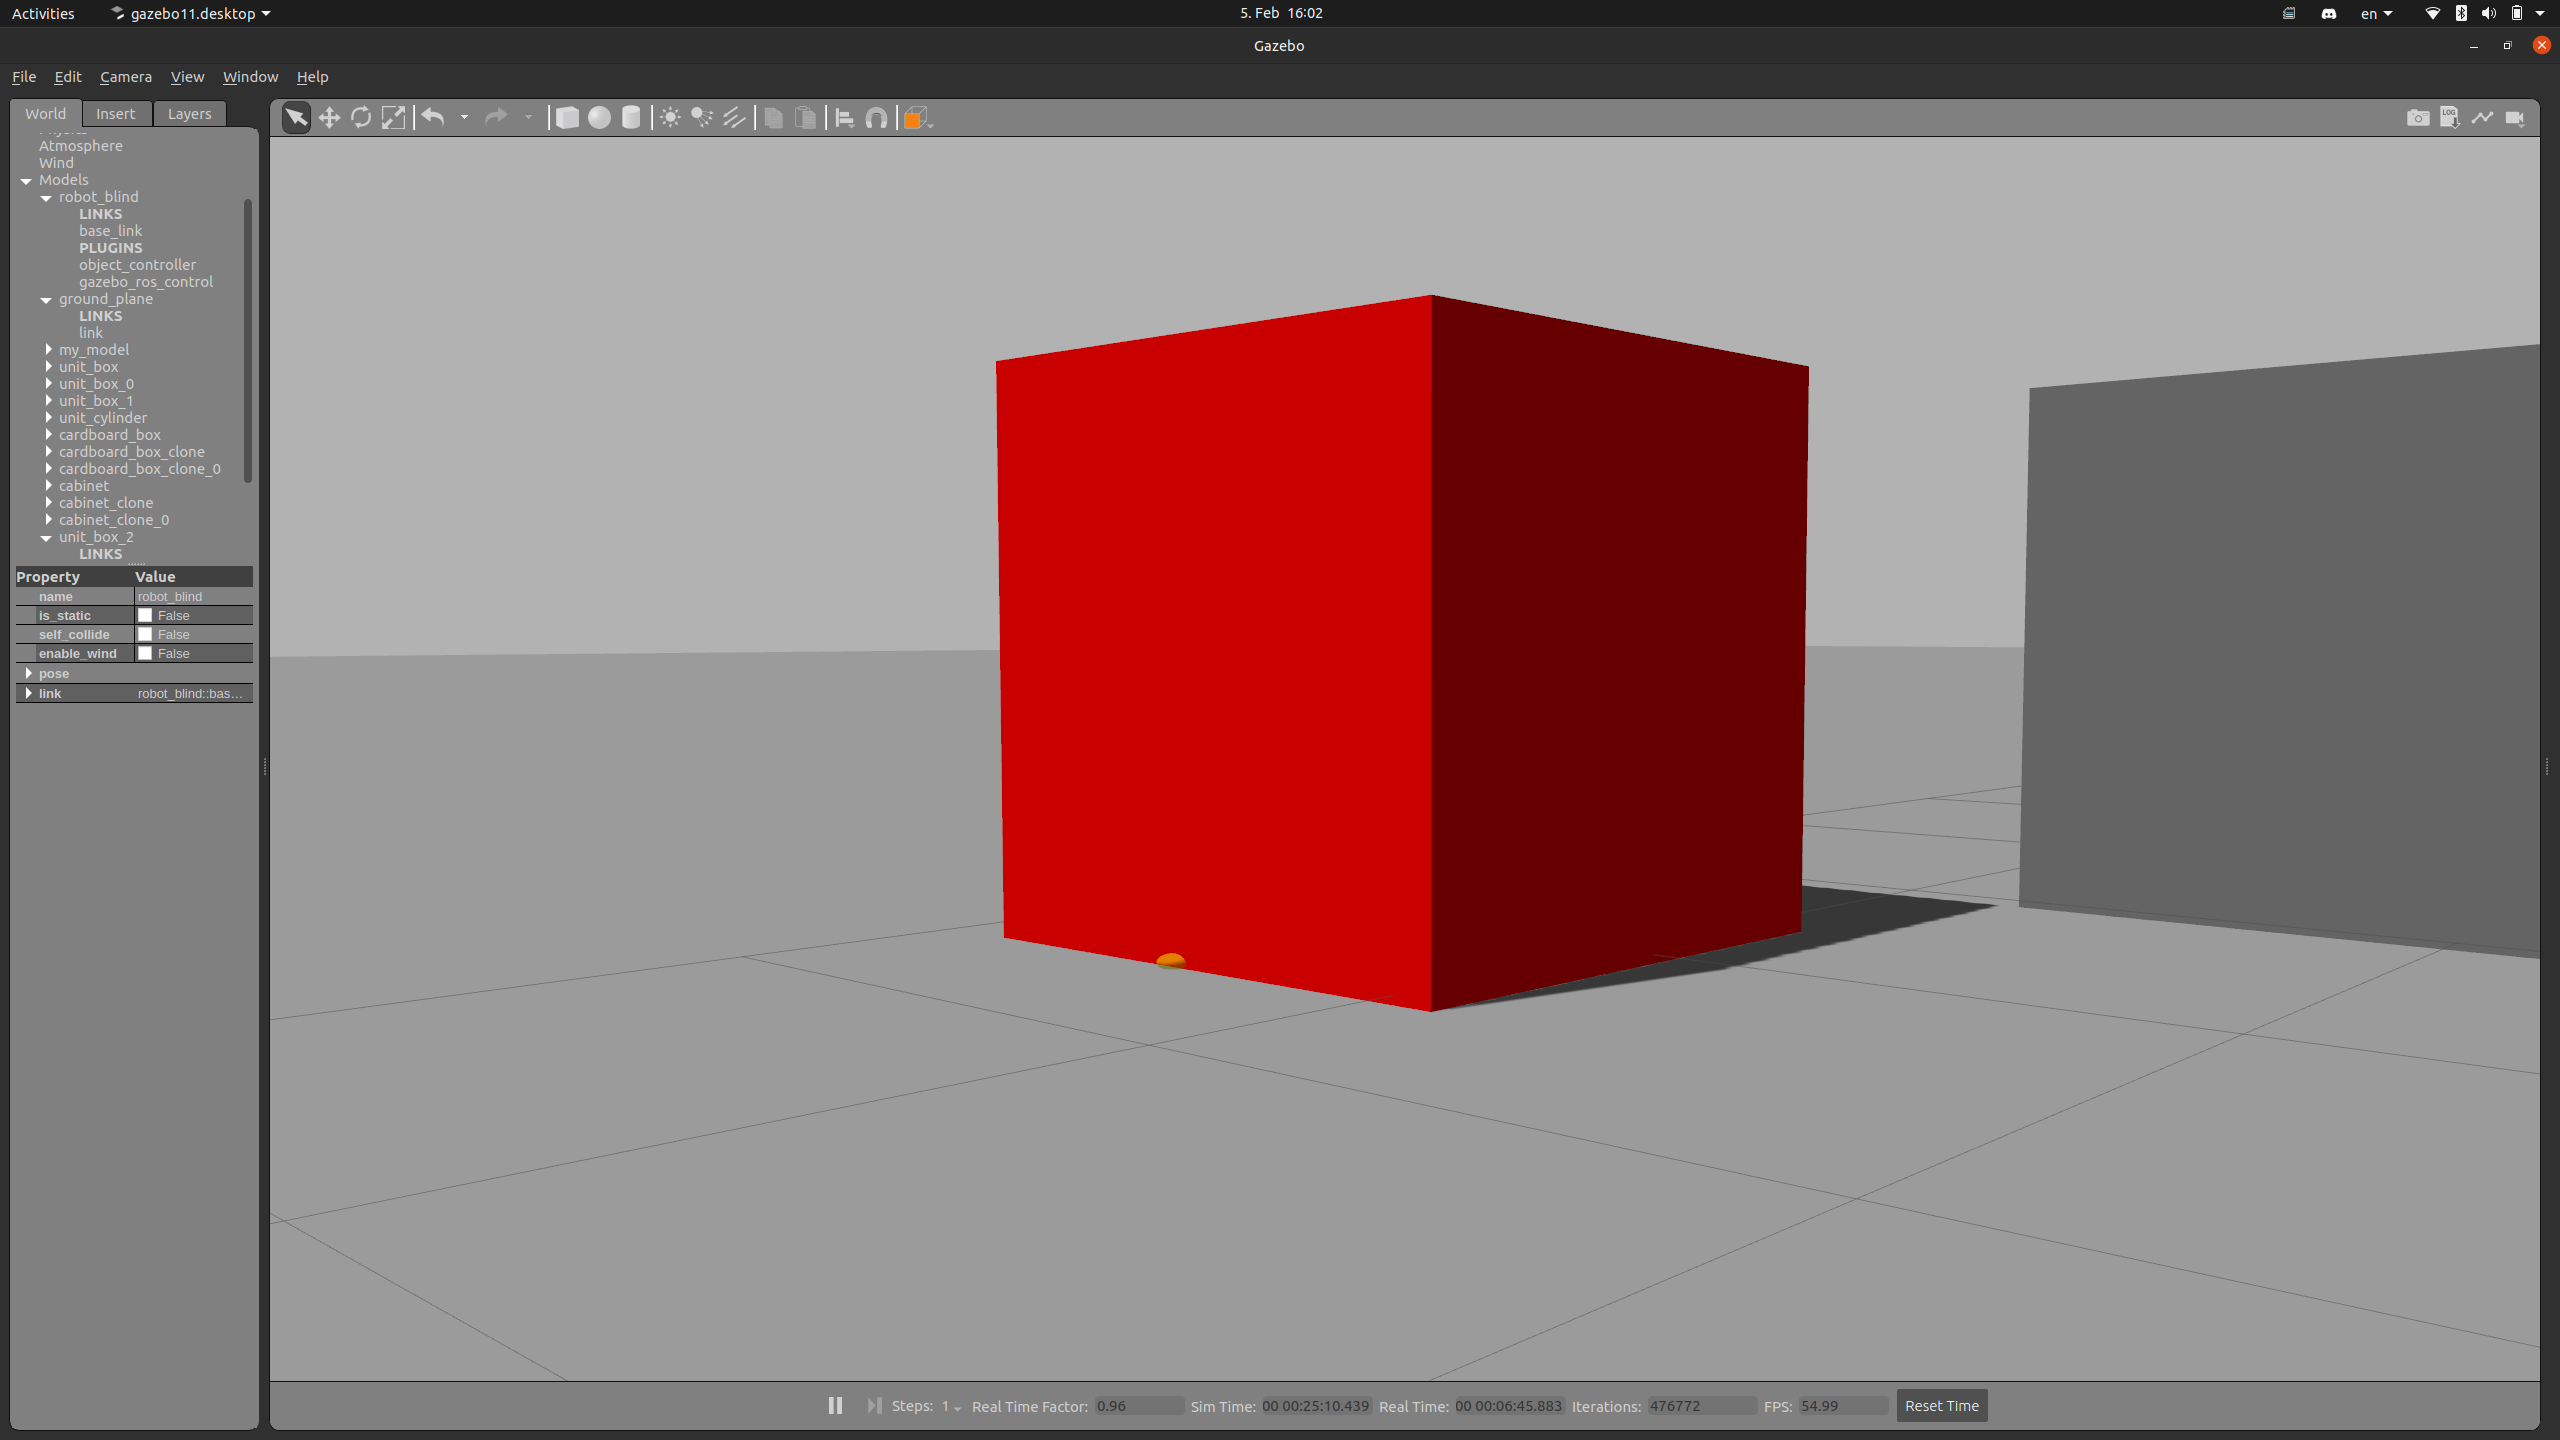 Activities gazebo11.desktop 5. Feb 16:02 en
Gazebo
File Edit Camera View Window Help
World Insert Layers
LOG
Atmosphere
Wind
Models
robot_blind
LINKS
base_link
PLUGINS
object_controller
gazebo_ros_control
ground_plane
LINKS
link
my_model
unit_box
unit_box_0
unit_box_1
unit_cylinder
cardboard_box
cardboard_box_clone
cardboard_box_clone_0
cabinet
cabinet_clone
cabinet_clone_0
unit_box_2
LINKS
Property Value
name robot_blind
is_static False
self_collide False
enable_wind False
pose
link robot_blind::bas...
Steps: 1 Real Time Factor: 0.96 Sim Time: 00 00:25:10.439 Real Time: 00 00:06:45.883 Iterations: 476772 FPS: 54.99 Reset Time